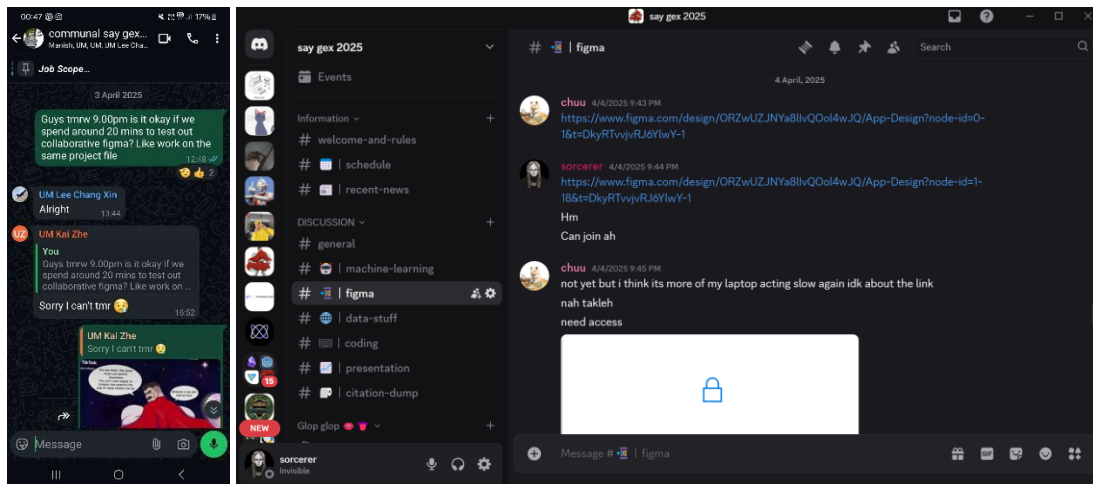 00:47
17%
communal say gex...
Manish, UM, UM, UM Lee Cha...
Job Scope...
3 April 2025
Guys tmrw 9.00pm is it okay if we
spend around 20 mins to test out
collaborative figma? Like work on the
same project file
12:48
2
UM Lee Chang Xin
Alright
13:44
UZ
UM Kai Zhe
You
Guys tmrw 9.00pm is it okay if we
spend around 20 mins to test out
collaborative figma? Like work on ...
Sorry I can't tmr
16:52
UM Kai Zhe
Sorry I can't tmr
TikTok
Message
say gex 2025
say gex 2025
Events
Information
welcome-and-rules
| schedule
| recent-news
DISCUSSION
general
| machine-learning
| figma
| data-stuff
| coding
| presentation
| citation-dump
Glop glop
15
NEW
sorcerer
Invisible
# | figma
Search
4 April, 2025
chuu 4/4/2025 9:43 PM
https://www.figma.com/design/ORZwUZJNYa8IIvQOol4wJQ/App-Design?node-id=0-
1&t=DkyRTvvjvRJ6YlwY-1
sorcerer 4/4/2025 9:44 PM
https://www.figma.com/design/ORZwUZJNYa8IIvQOol4wJQ/App-Design?node-id=1-
18&t=DkyRTvvjvRJ6YlwY-1
Hm
Can join ah
chuu 4/4/2025 9:45 PM
not yet but i think its more of my laptop acting slow again idk about the link
nah takleh
need access
Message # | figma
GIF